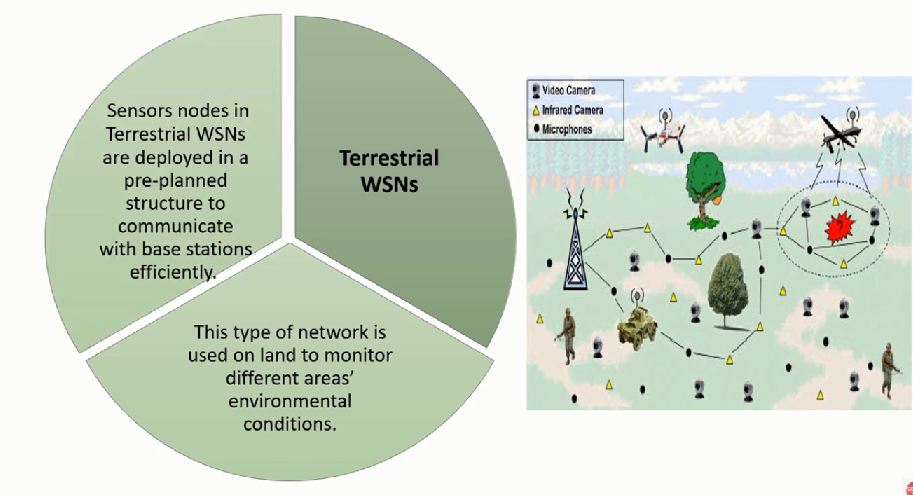 Sensors nodes in
Terrestrial WSNs
are deployed in a
pre-planned
structure to
communicate
with base stations
efficiently.
Terrestrial
WSNs
This type of network is
used on land to monitor
different areas'
environmental
conditions.
Video Camera
Infrared Camera
Microphones
?